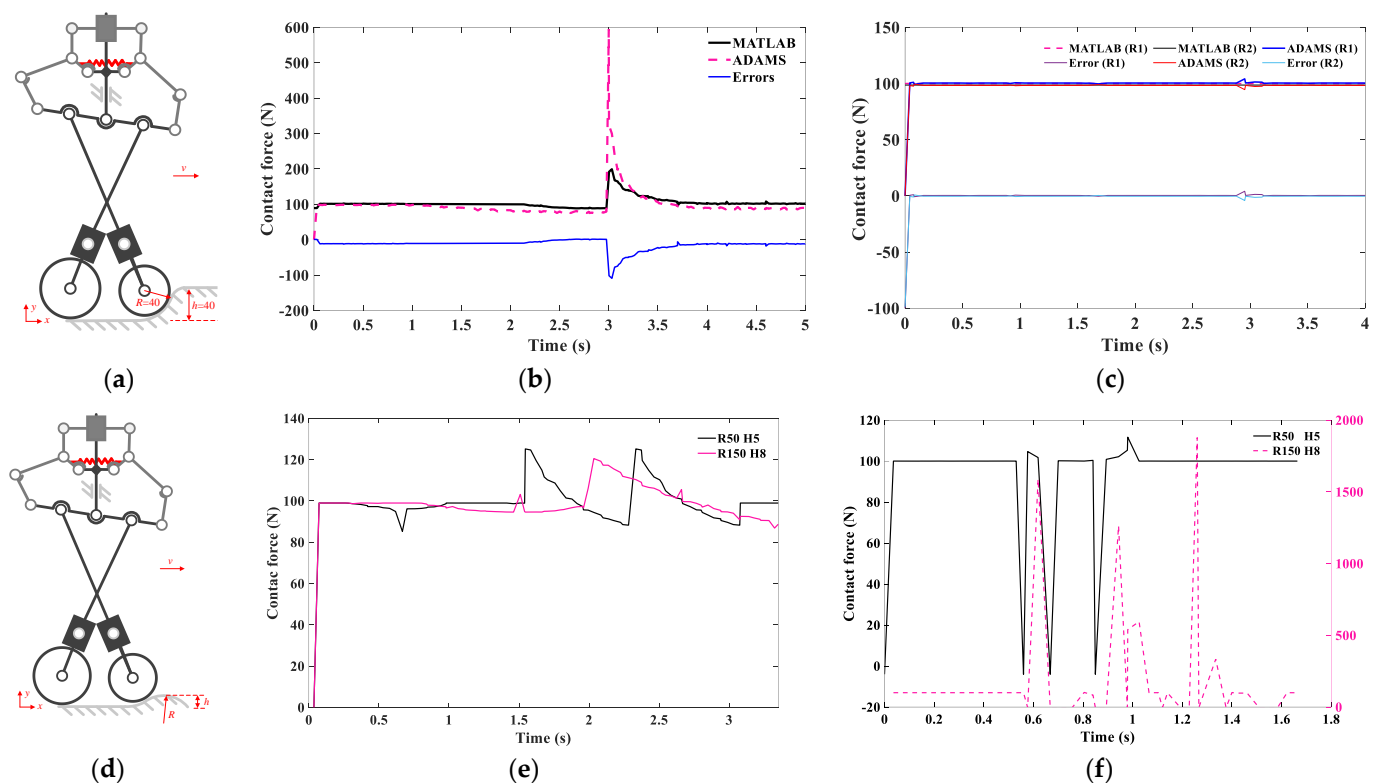 v
R=40
h=40
y
x
(a)
600
500
400
300
200
100
0
-100
-200
Contact force (N)
MATLAB
ADAMS
Errors
0 0.5 1 1.5 2 2.5 3 3.5 4 4.5 5
Time (s)
(b)
150
100
50
0
-50
-100
Contact force (N)
MATLAB (R1) MATLAB (R2) ADAMS (R1)
Error (R1) ADAMS (R2) Error (R2)
0 0.5 1 1.5 2 2.5 3 3.5 4
Time (s)
(c)
v
y
x
h
R
(d)
140
120
100
80
60
40
20
0
Contac force (N)
R50 H5
R150 H8
0 0.5 1 1.5 2 2.5 3
Time (s)
(e)
120
100
80
60
40
20
0
-20
Contact force (N)
R50 H5
R150 H8
2000
1500
1000
500
0
0 0.2 0.4 0.6 0.8 1 1.2 1.4 1.6 1.8
Time (s)
(f)